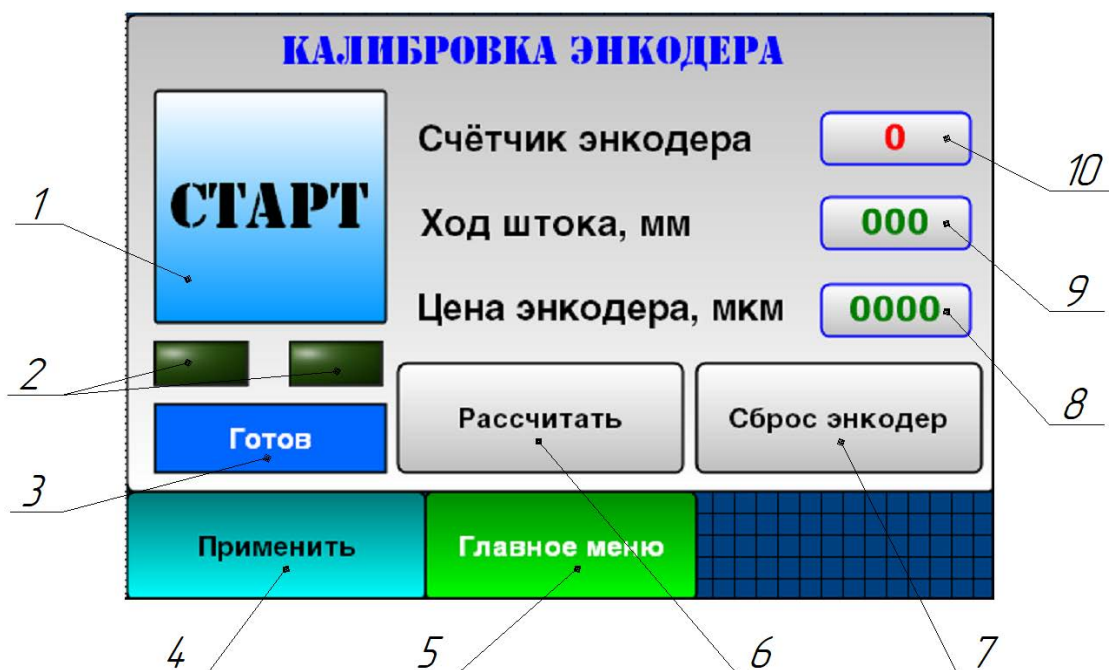 КАЛИБРОВКА ЭНКОДЕРА
СТАРТ
Счётчик энкодера
0
10
1
Ход штока, мм
000
9
Цена энкодера, мкм
0000
8
2
Готов
3
Рассчитать
Сброс энкодер
Применить
Главное меню
4
5
6
7